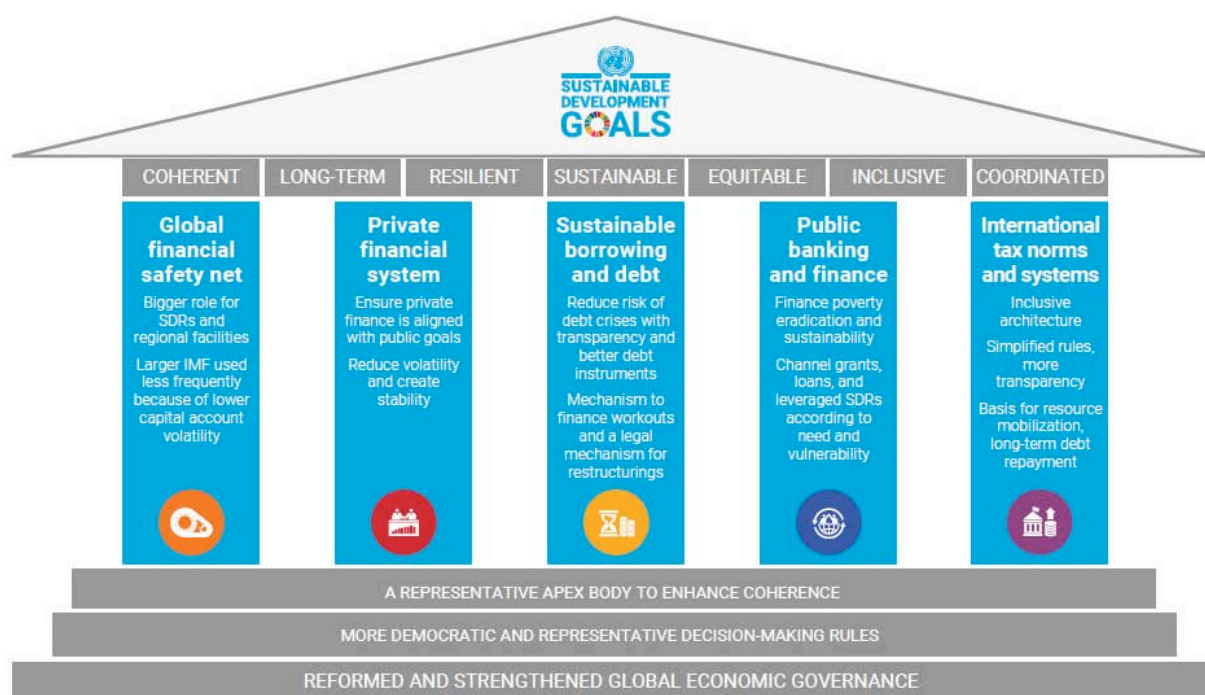 SUSTAINABLE
DEVELOPMENT
GOALS
COHERENT
LONG-TERM
RESILIENT
SUSTAINABLE
EQUITABLE
INCLUSIVE
COORDINATED
Global
financial
safety net
Bigger role for
SDRs and
regional facilities
Larger IMF used
less frequently
because of lower
capital account
volatility
Private
financial
system
Ensure private
finance is aligned
with public goals
Reduce volatility
and create
stability
Sustainable
borrowing
and debt
Reduce risk of
debt crises with
transparency and
better debt
instruments
Mechanism to
finance workouts
and a legal
mechanism for
restructurings
Public
banking
and finance
Finance poverty
eradication and
sustainability
Channel grants,
loans, and
leveraged SDRs
according to
need and
vulnerability
International
tax norms
and systems
Inclusive
architecture
Simplified rules,
more
transparency
Basis for resource
mobilization,
long-term debt
repayment
A REPRESENTATIVE APEX BODY TO ENHANCE COHERENCE
MORE DEMOCRATIC AND REPRESENTATIVE DECISION-MAKING RULES
REFORMED AND STRENGTHENED GLOBAL ECONOMIC GOVERNANCE